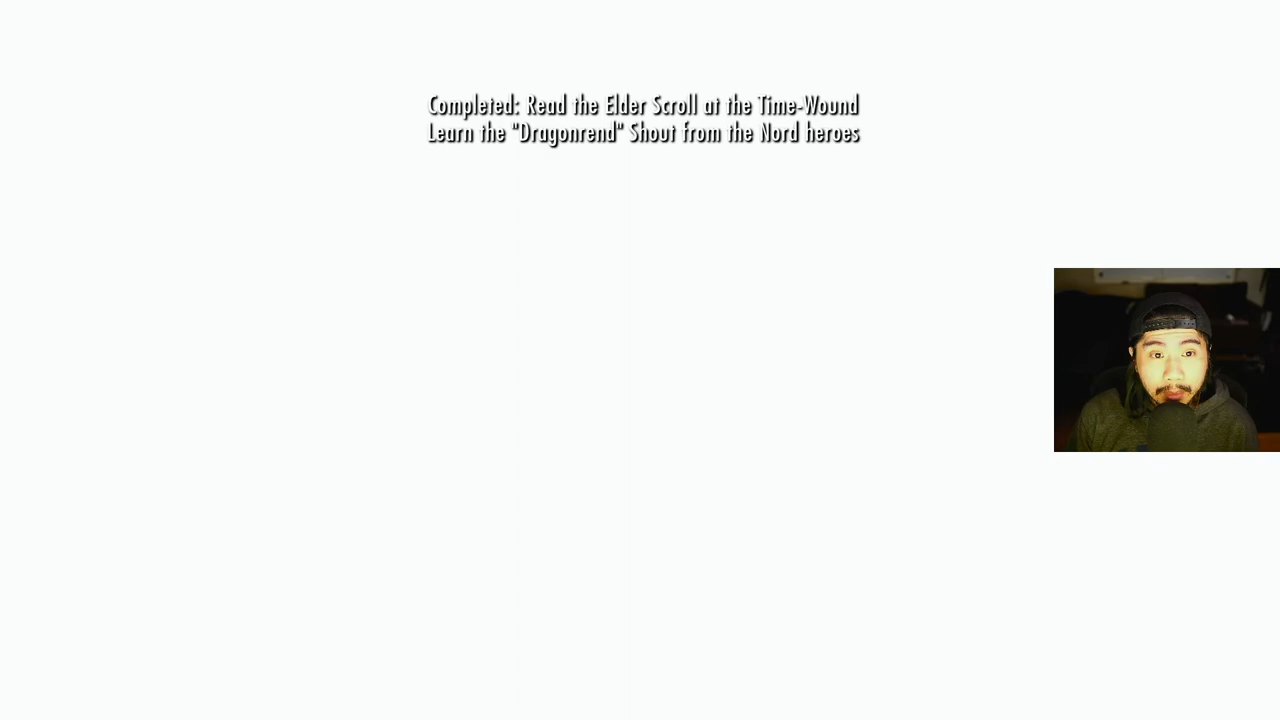 Completed: Read the Elder Scroll at the Time-Wound
Learn the "Dragonrend" Shout from the Nord heroes